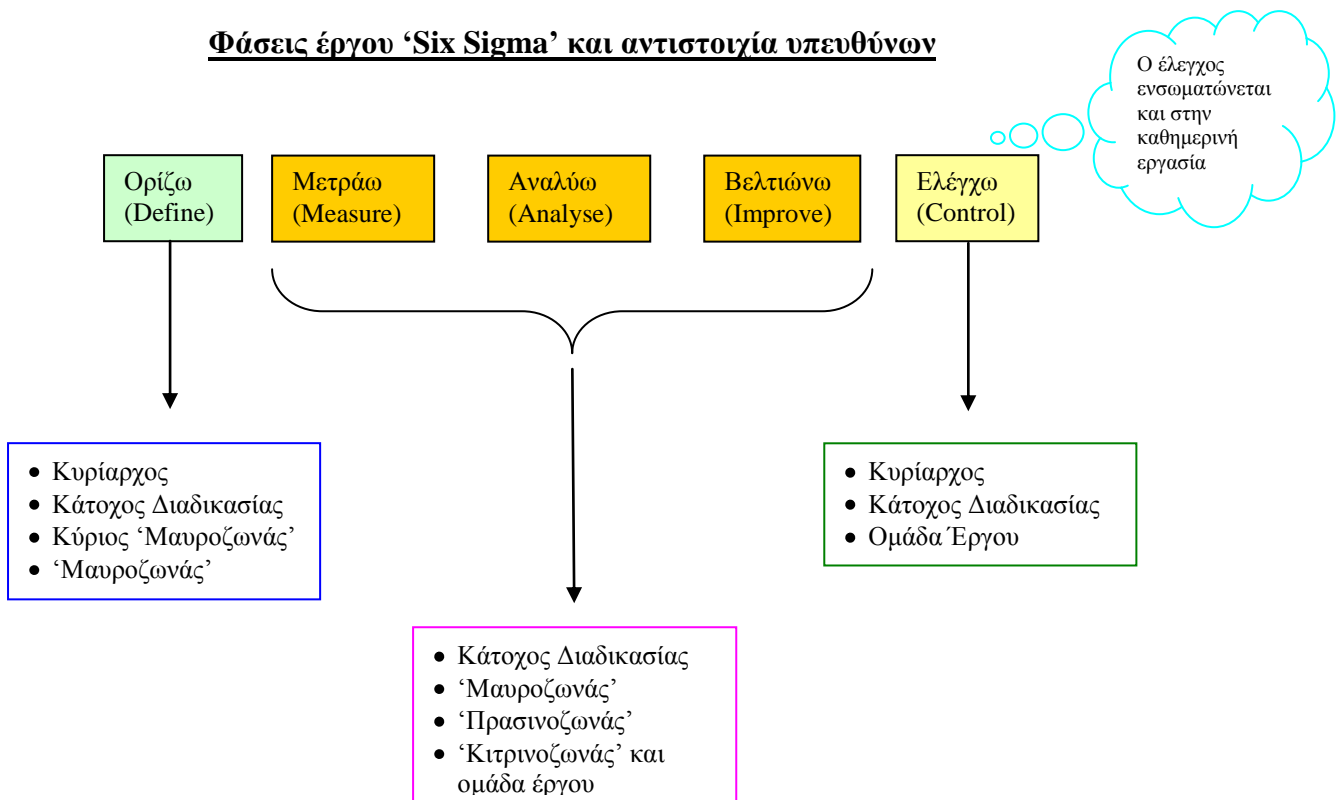 Φάσεις έργου ‘Six Sigma’ και αντιστοιχία υπευθύνων
Ο έλεγχος
ενσωματώνεται
και στην
καθημερινή
εργασία
Ορίζω
(Define)
Μετράω
(Measure)
Αναλύω
(Analyse)
Βελτιώνω
(Improve)
Ελέγχω
(Control)
• Κυρίαρχος
• Κάτοχος Διαδικασίας
• Κύριος ‘Μαυροζωνάς’
• ‘Μαυροζωνάς’
• Κυρίαρχος
• Κάτοχος Διαδικασίας
• Ομάδα Έργου
• Κάτοχος Διαδικασίας
• ‘Μαυροζωνάς’
• ‘Πρασινοζωνάς’
• ‘Κιτρινοζωνάς’ και
ομάδα έργου